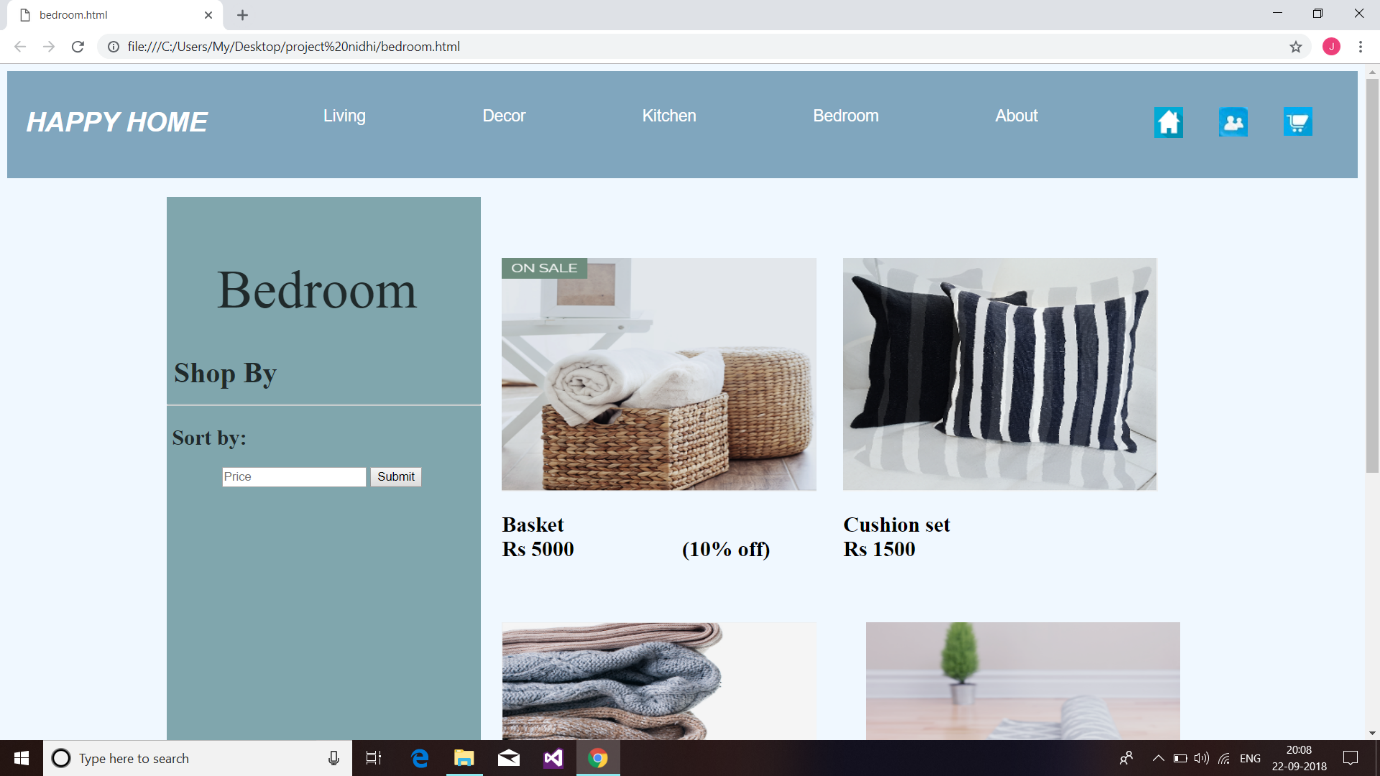 bedroom.html
file:///C:/Users/My/Desktop/project%20nidhi/bedroom.html
J
HAPPY HOME
Living
Decor
Kitchen
Bedroom
About
Bedroom
Shop By
Sort by:
Price
Submit
ON SALE
Basket
Rs 5000 (10% off)
Cushion set
Rs 1500
Type here to search
ENG
20:08
22-09-2018